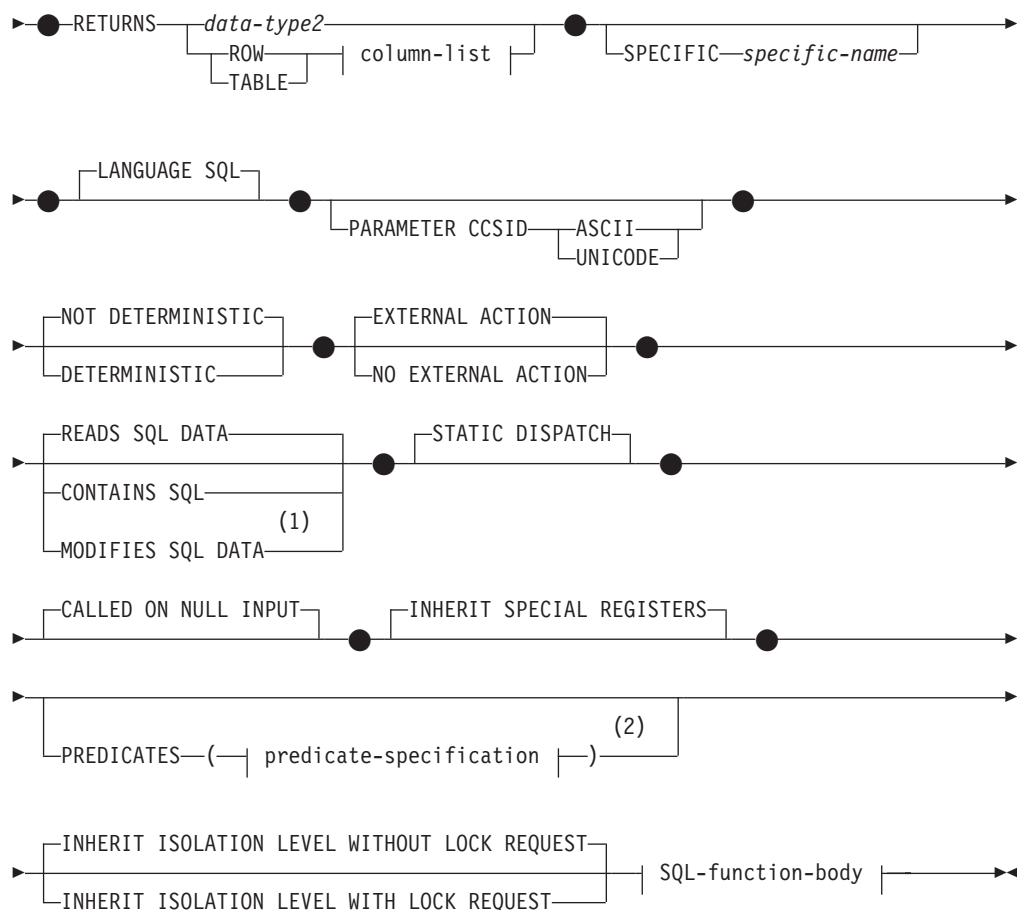 RETURNS data-type2
ROW column-list
TABLE
SPECIFIC specific-name
LANGUAGE SQL
PARAMETER CCSID ASCII
UNICODE
NOT DETERMINISTIC
DETERMINISTIC
EXTERNAL ACTION
NO EXTERNAL ACTION
READS SQL DATA
CONTAINS SQL
(1)
MODIFIES SQL DATA
STATIC DISPATCH
CALLED ON NULL INPUT
INHERIT SPECIAL REGISTERS
(2)
PREDICATES ( predicate-specification )
INHERIT ISOLATION LEVEL WITHOUT LOCK REQUEST
INHERIT ISOLATION LEVEL WITH LOCK REQUEST
SQL-function-body